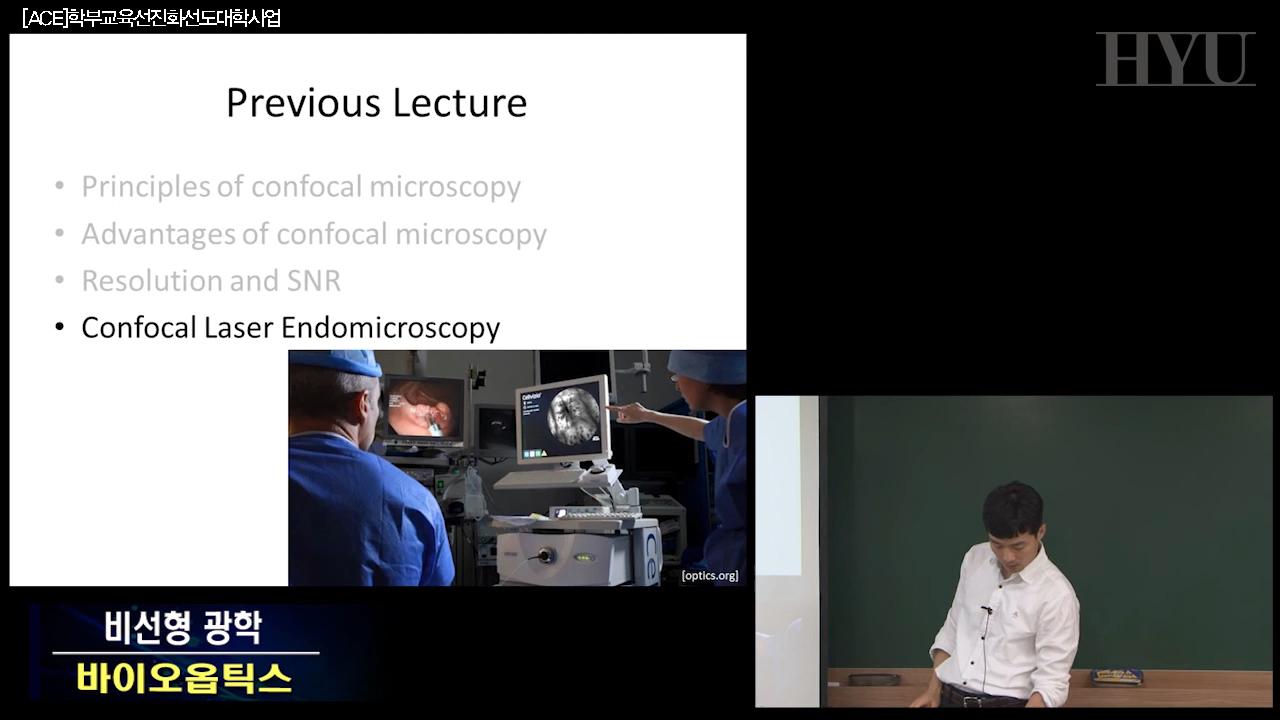 [ACE]학부교육선진화선도대학사업
HYU
Previous Lecture
• Principles of confocal microscopy
• Advantages of confocal microscopy
• Resolution and SNR
• Confocal Laser Endomicroscopy
Cellvizio
Ce
[optics.org]
비선형 광학
바이오옵틱스